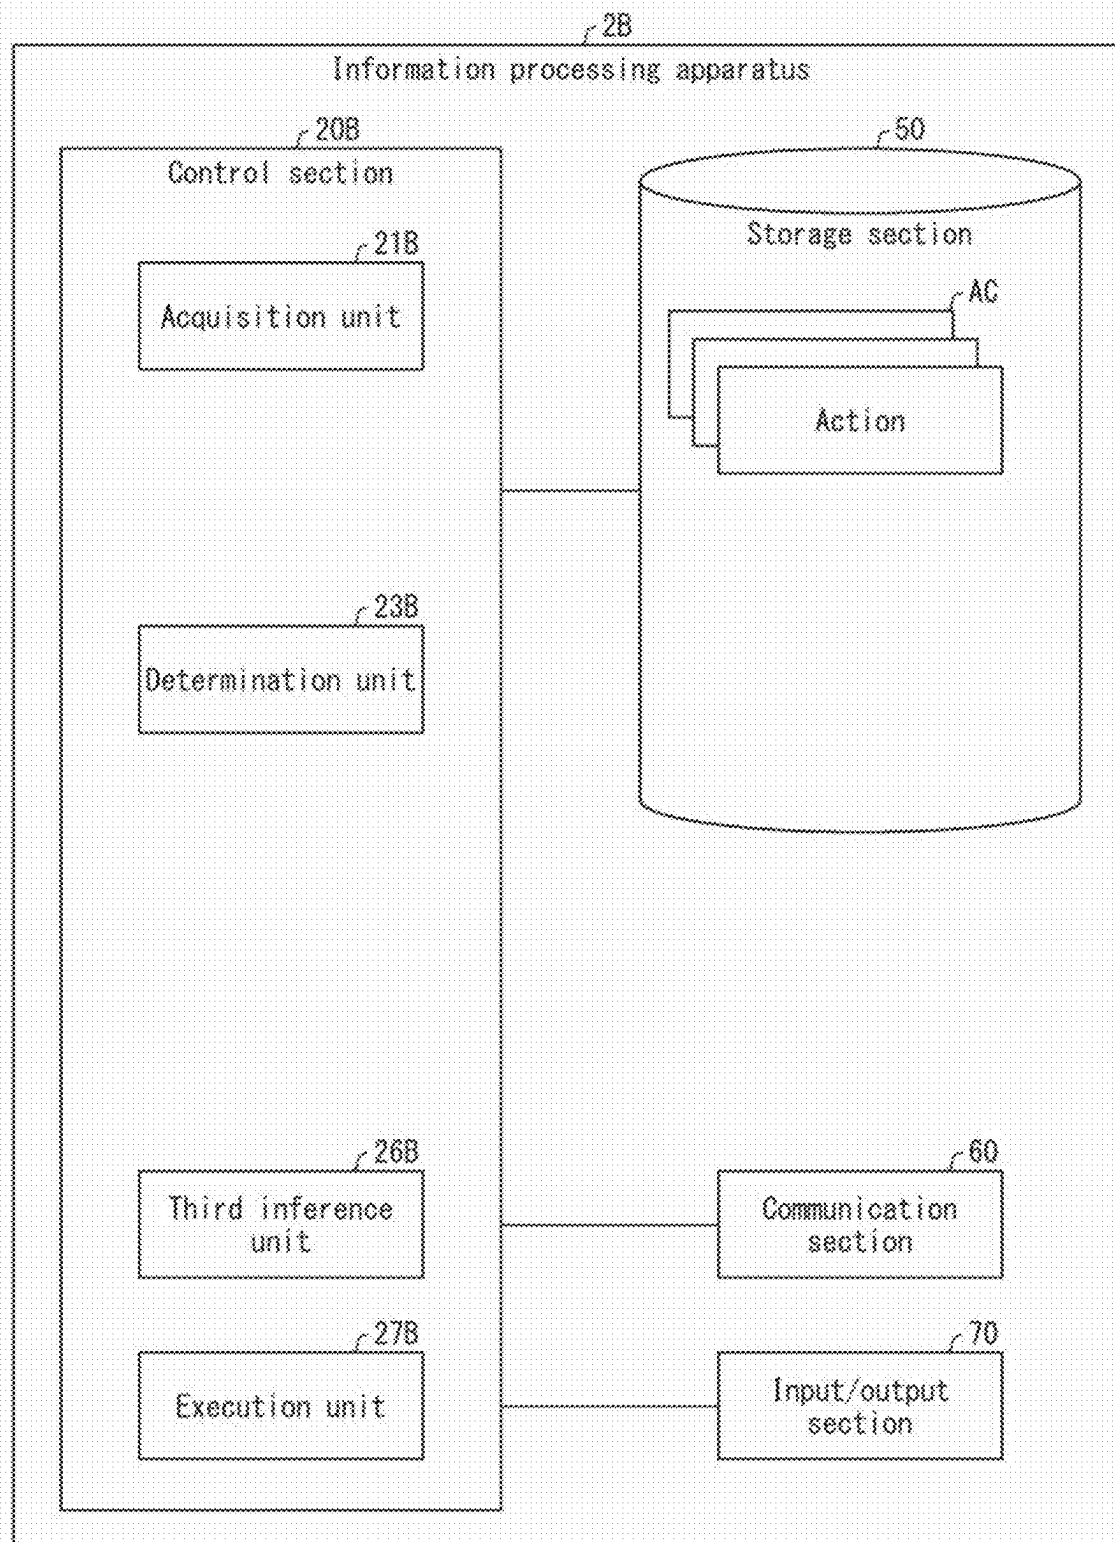 2B
Information processing apparatus
20B
Control section
50
Storage section
21B
Acquisition unit
AC
Action
23B
Determination unit
26B
Third inference
unit
60
Communication
section
27B
Execution unit
70
Input/output
section